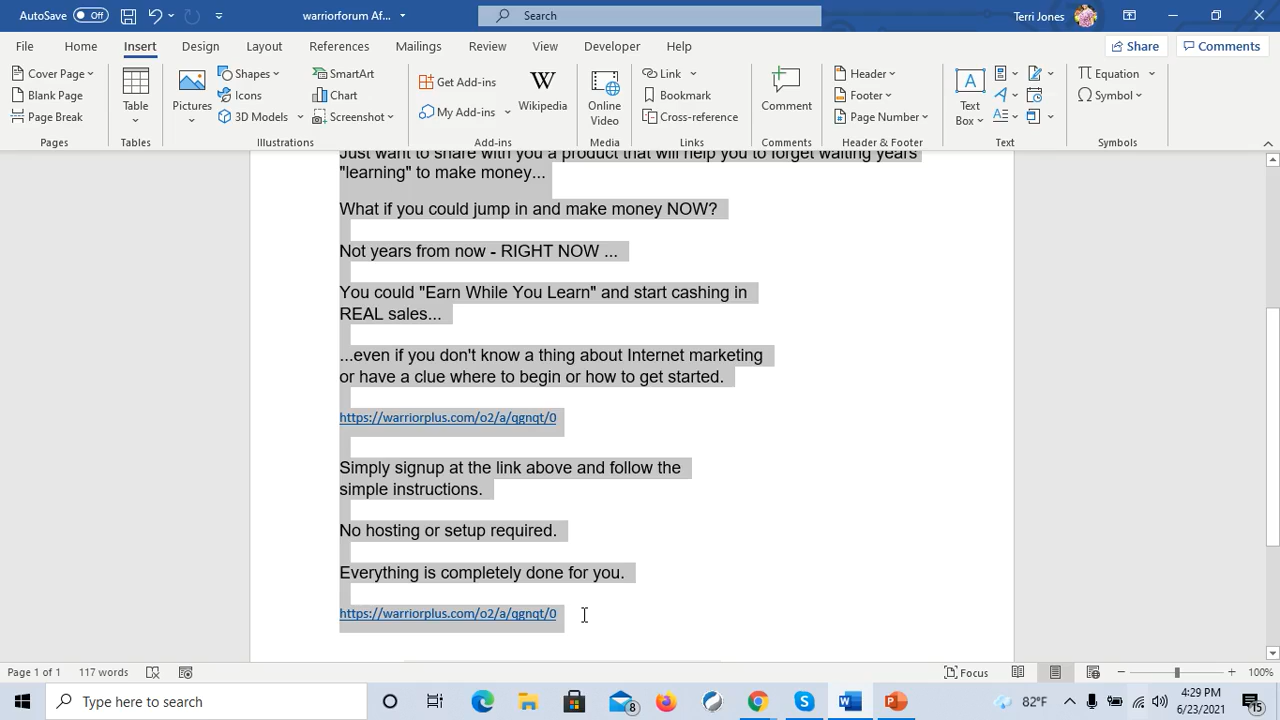 AutoSave Off warriorforum Af... Search Terri Jones
File Home Insert Design Layout References Mailings Review View Developer Help Share Comments
Cover Page Shapes SmartArt Get Add-ins Link Header Equation
Blank Page Icons Chart Bookmark Footer Symbol
Page Break 3D Models Screenshot My Add-ins Cross-reference Page Number
Table Pictures Wikipedia Online Video Comment Text Box
Pages Tables Illustrations Add-ins Media Links Comments Header & Footer Text Symbols
Just want to share with you a product that will help you to forget waiting years
"learning" to make money...
What if you could jump in and make money NOW?
Not years from now - RIGHT NOW ...
You could "Earn While You Learn" and start cashing in
REAL sales...
...even if you don't know a thing about Internet marketing
or have a clue where to begin or how to get started.
https://warriorplus.com/o2/a/qgnqt/0
Simply signup at the link above and follow the
simple instructions.
No hosting or setup required.
Everything is completely done for you.
https://warriorplus.com/o2/a/qgnqt/0
Page 1 of 1 117 words Focus 100%
Type here to search 8 82°F 4:29 PM
6/23/2021 15